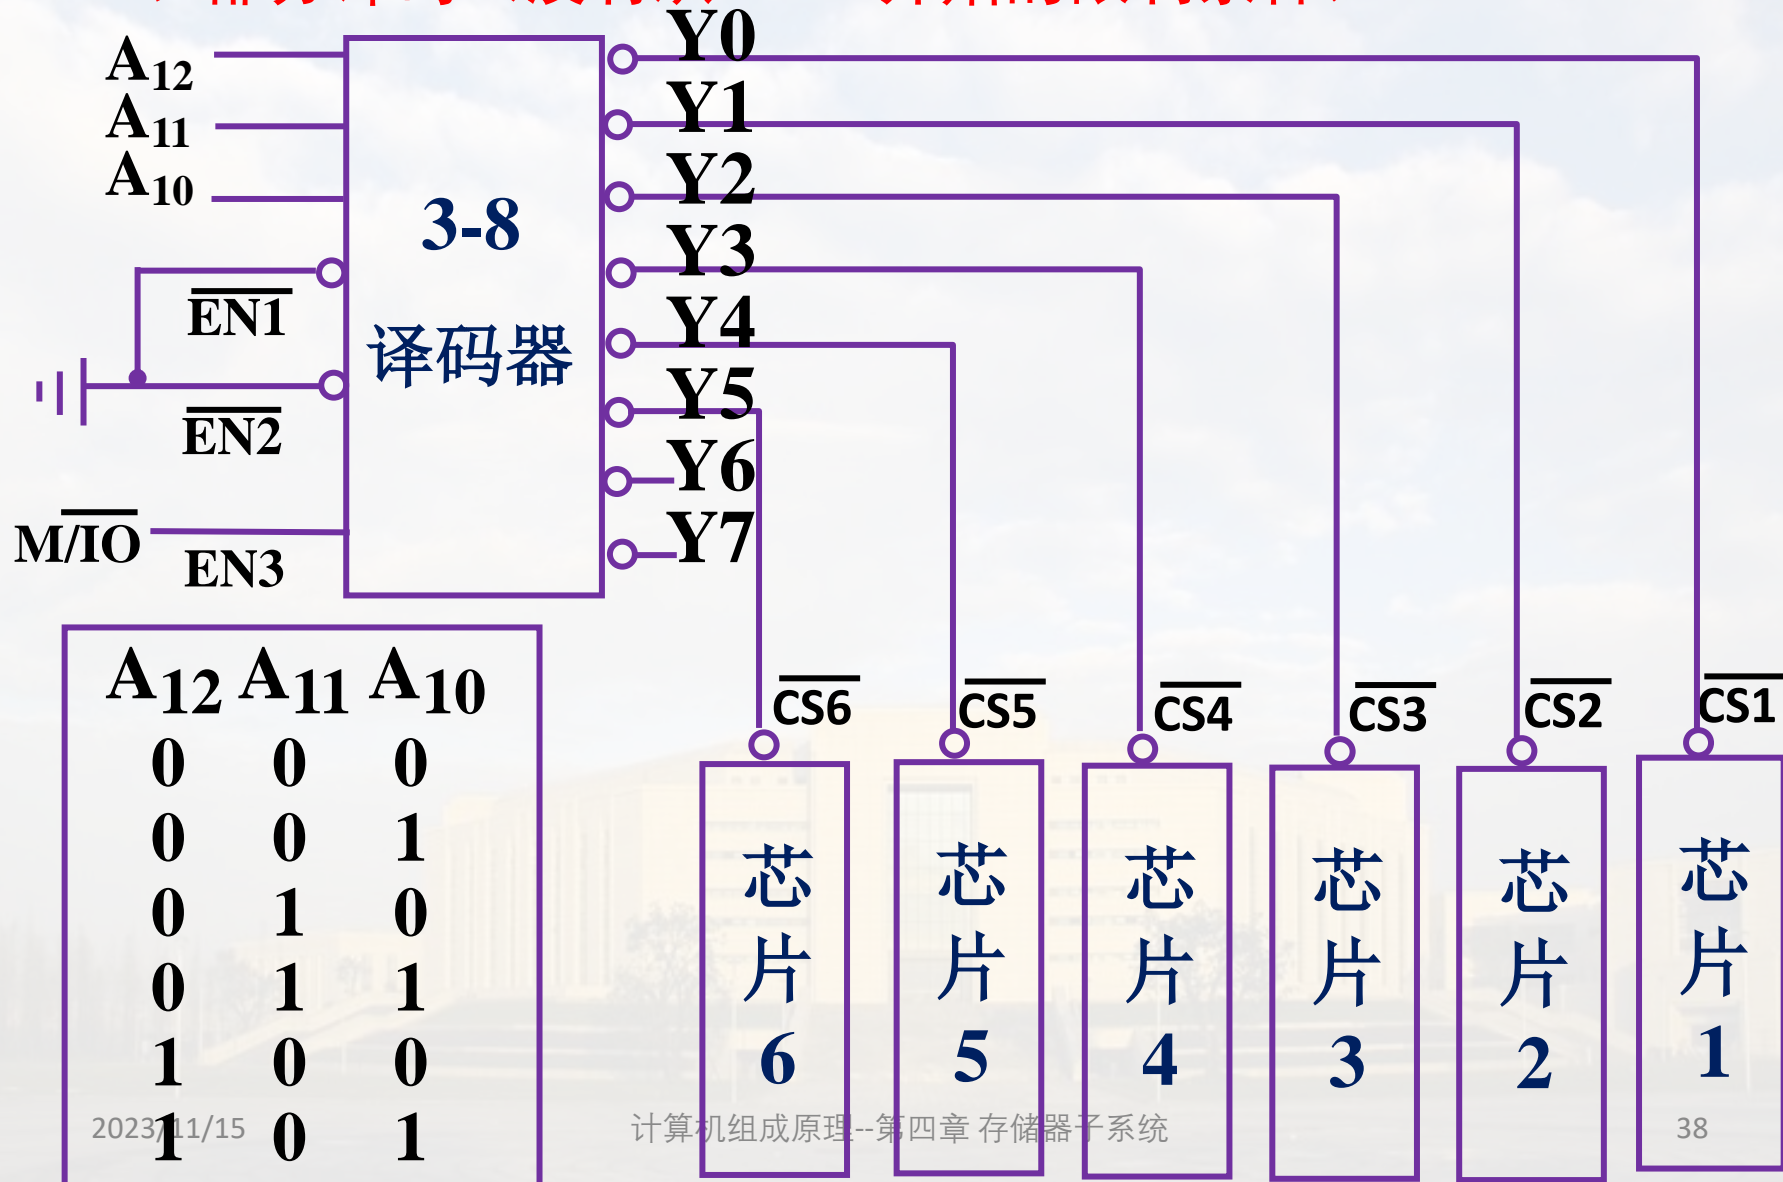 A12
A11
A10
EN1
EN2
M/IO
EN3
3-8
译码器
Y0
Y1
Y2
Y3
Y4
Y5
Y6
Y7
A12 A11 A10
0 0 0
0 0 1
0 1 0
0 1 1
1 0 0
1 0 1
CS6
CS5
CS4
CS3
CS2
CS1
芯片6
芯片5
芯片4
芯片3
芯片2
芯片1
2023/11/15
计算机组成原理--第四章 存储器子系统
38